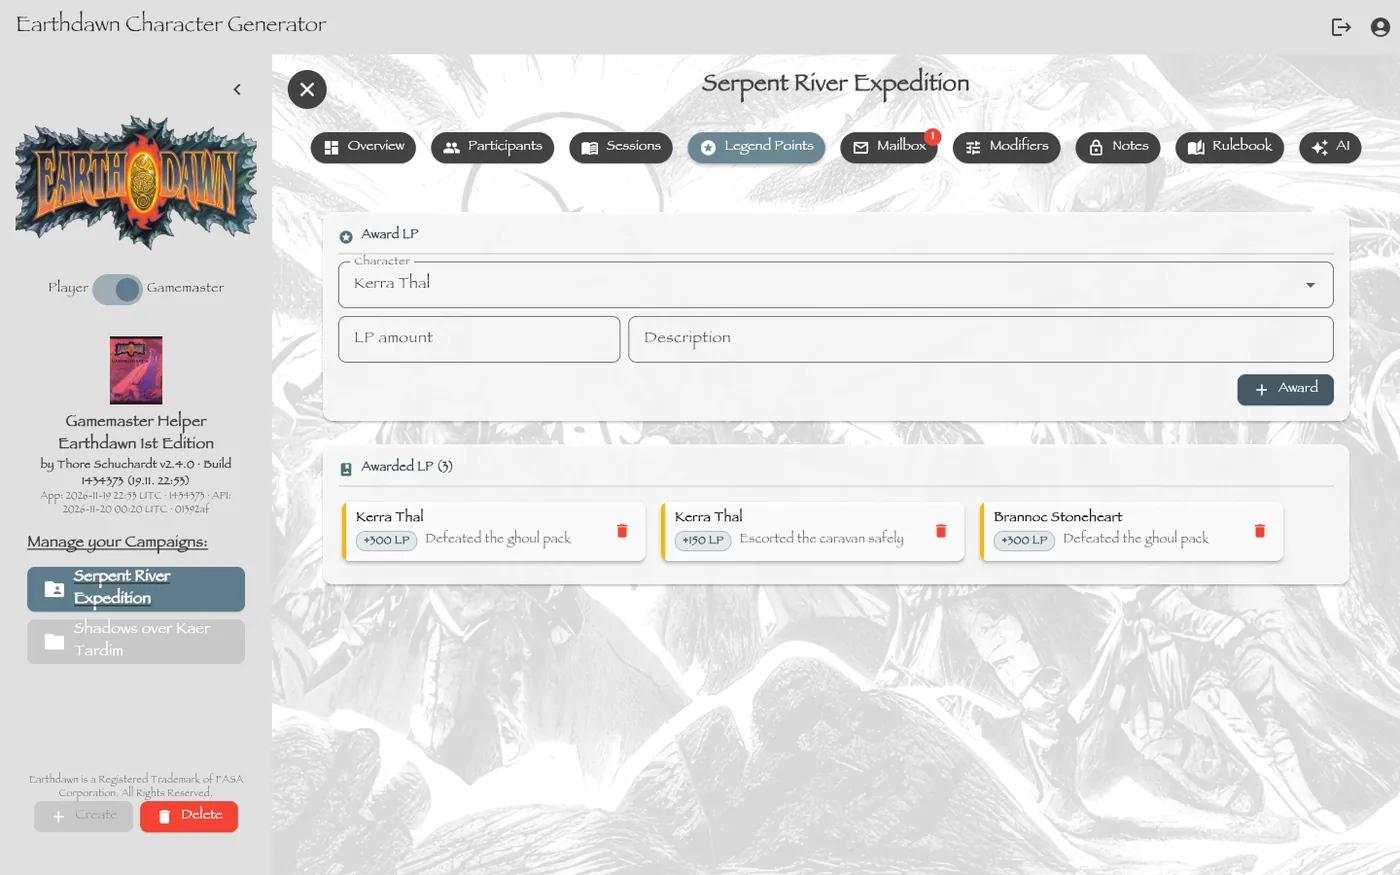 Earthdawn Character Generator
Serpent River Expedition
Overview
Participants
Sessions
Legend Points
Mailbox
1
Modifiers
Notes
Rulebook
AI
EARTHDAWN
Player
Gamemaster
Gamemaster Helper
Earthdawn 1st Edition
by Thore Schuchardt v2.4.0 · Build
1434373 (19.11. 22:53)
App: 2026-11-19 22:53 UTC · 1434373 · API:
2026-11-20 00:20 UTC · 01392af
Manage your Campaigns:
Serpent River
Expedition
Shadows over Kaer
Tardim
Earthdawn is a Registered Trademark of FASA
Corporation. All Rights Reserved.
Create
Delete
Award LP
Character
Kerra Thal
LP amount
Description
Award
Awarded LP (3)
Kerra Thal
+300 LP Defeated the ghoul pack
Kerra Thal
+150 LP Escorted the caravan safely
Brannoc Stoneheart
+300 LP Defeated the ghoul pack